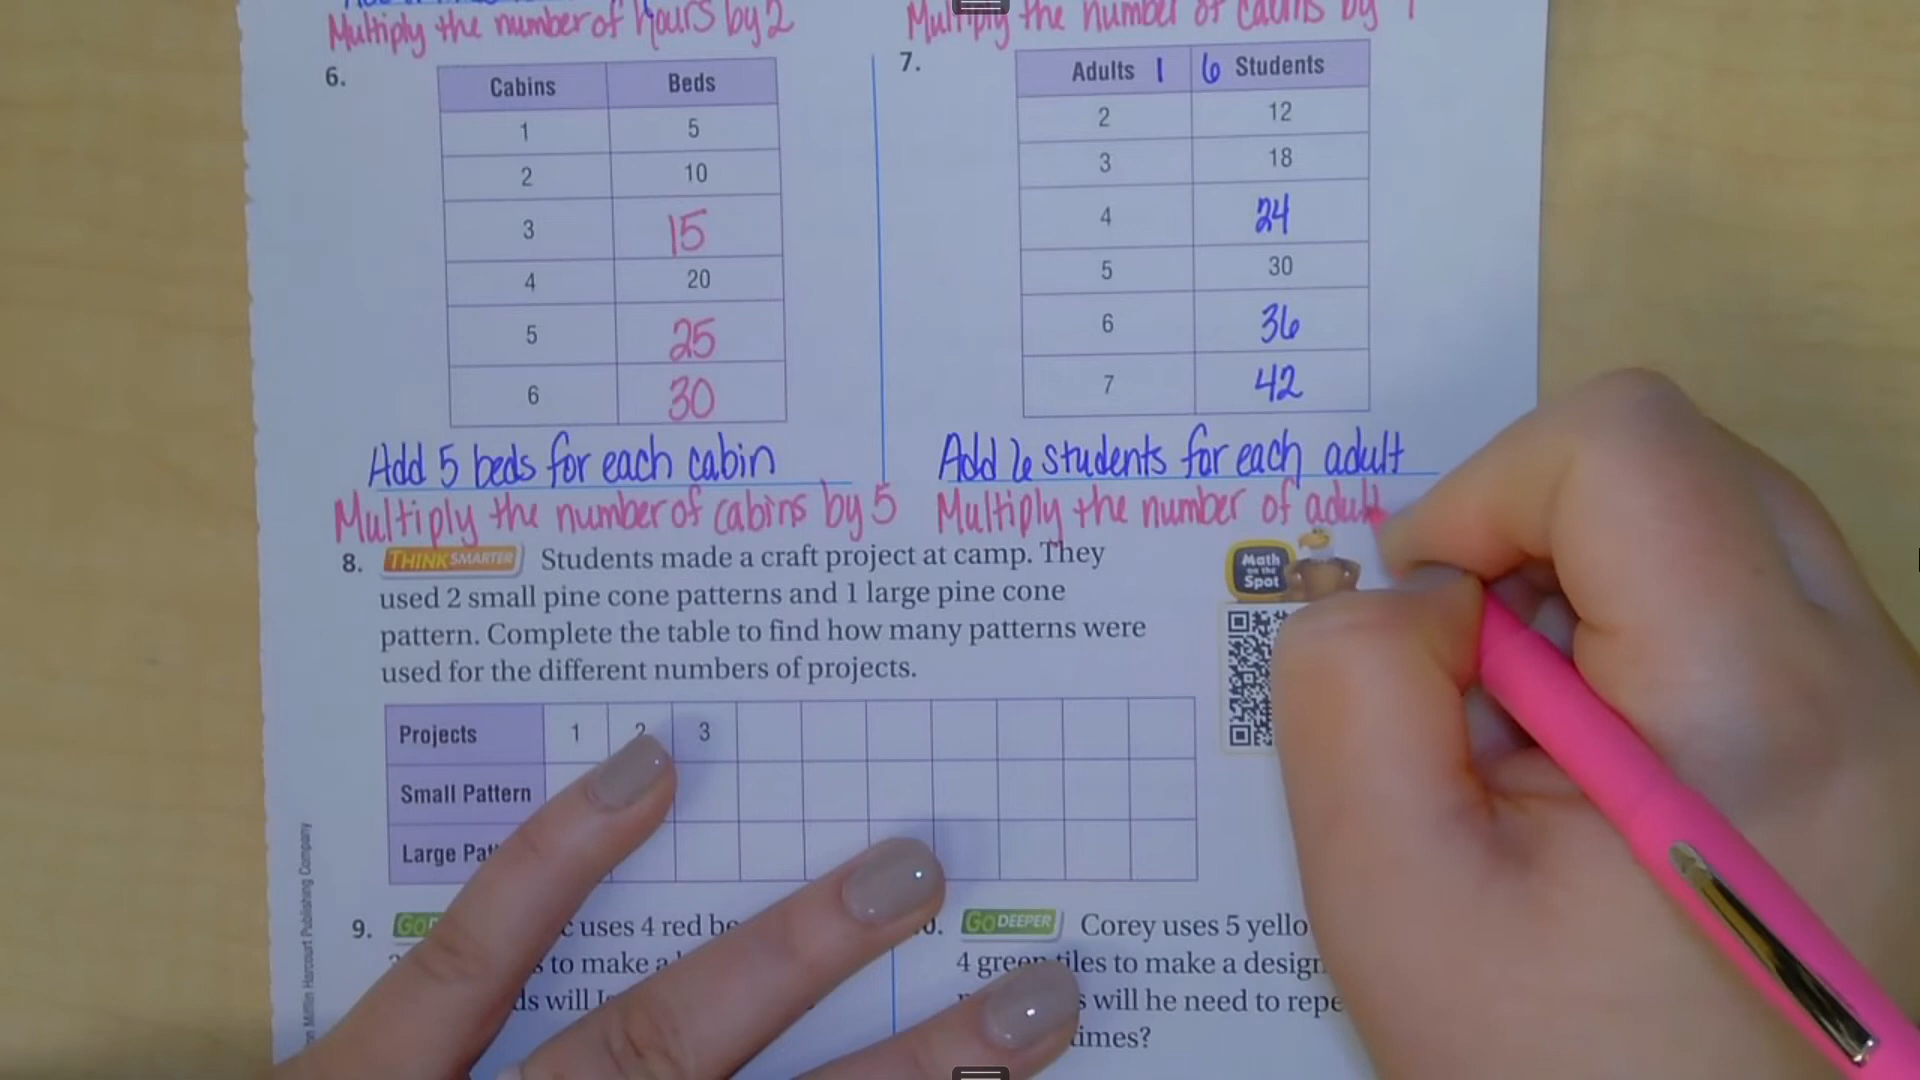 Multiply the number of hours by 2
Multiply the number of cabins by
6.
Cabins Beds
1 5
2 10
3 15
4 20
5 25
6 30
Add 5 beds for each cabin
Multiply the number of cabins by 5
7.
Adults 1 6 Students
2 12
3 18
4 24
5 30
6 36
7 42
Add 6 students for each adult
Multiply the number of adult
8. THINK SMARTER Students made a craft project at camp. They
used 2 small pine cone patterns and 1 large pine cone
pattern. Complete the table to find how many patterns were
used for the different numbers of projects.
Math
on the
Spot
Projects 1 2 3
Small Pattern
Large
Mifflin Harcourt Publishing Company
9. uses 4 red
to make
will
GO DEEPER Corey uses 5
4 green tiles to make a
will he need to